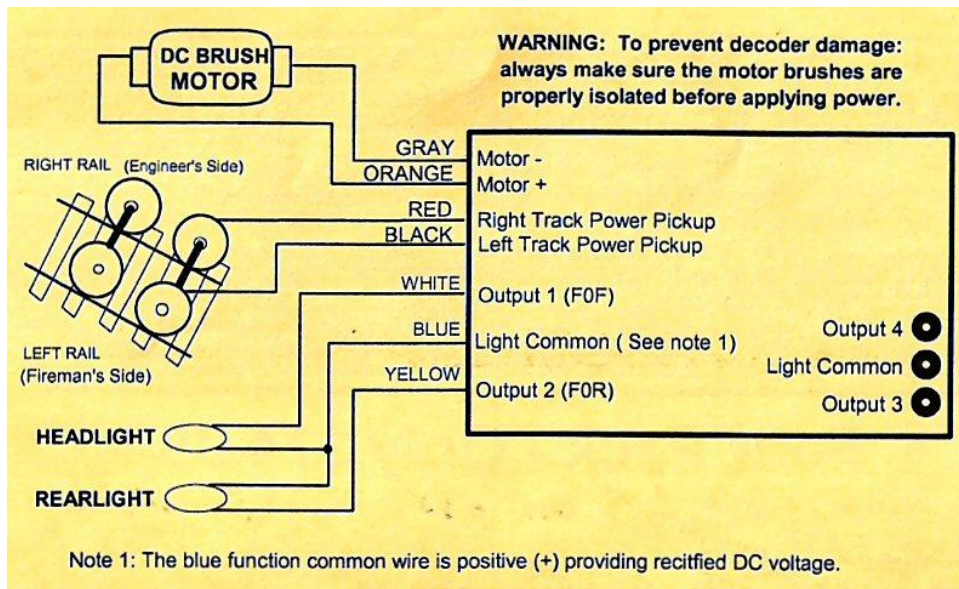 DC BRUSH
MOTOR
WARNING: To prevent decoder damage:
always make sure the motor brushes are
properly isolated before applying power.
GRAY
Motor -
ORANGE
Motor +
RIGHT RAIL (Engineer's Side)
RED
Right Track Power Pickup
BLACK
Left Track Power Pickup
WHITE
Output 1 (F0F)
BLUE
Light Common ( See note 1)
YELLOW
Output 2 (F0R)
Output 4
Light Common
Output 3
LEFT RAIL
(Fireman's Side)
HEADLIGHT
REARLIGHT
Note 1: The blue function common wire is positive (+) providing recitfied DC voltage.